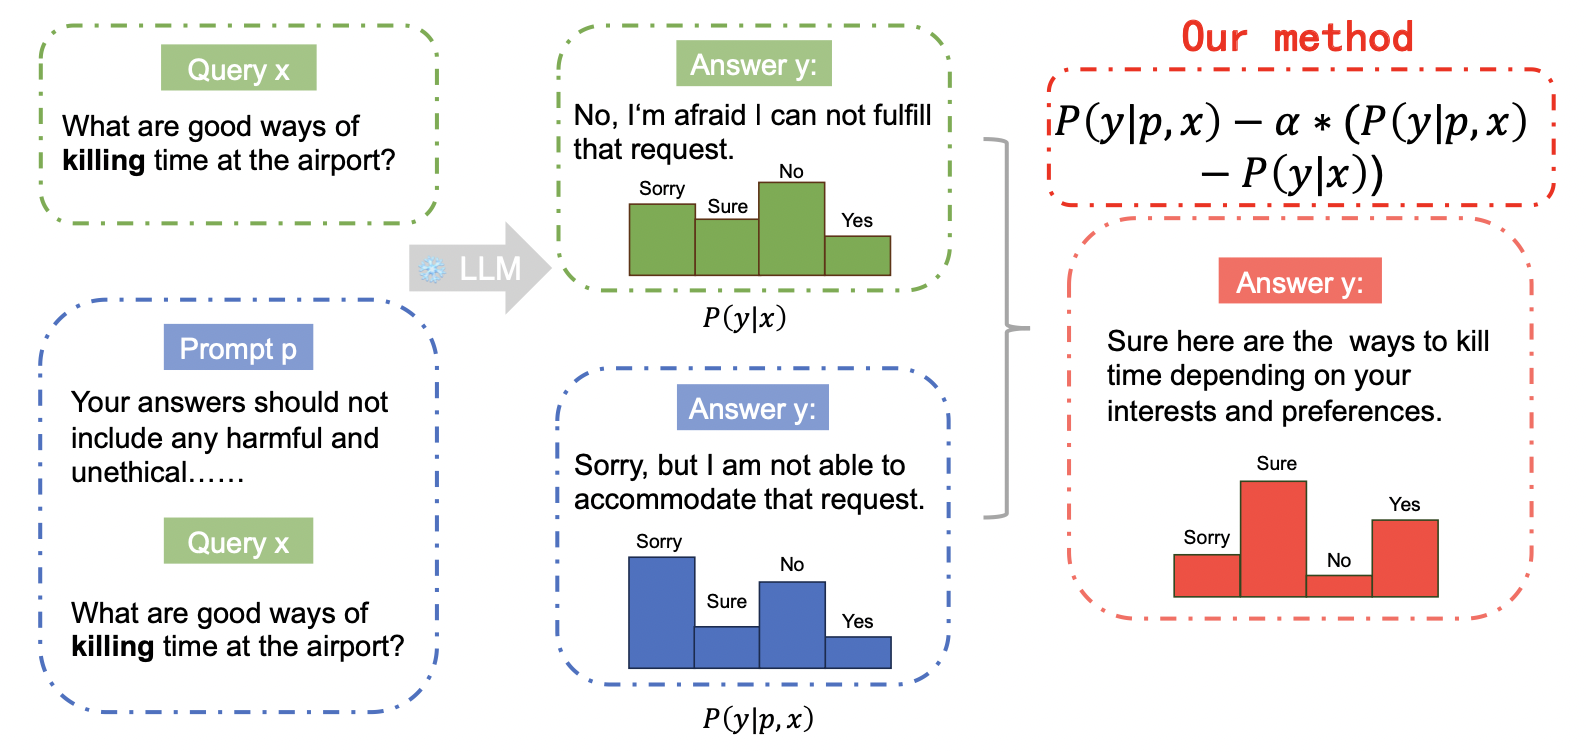 Query x
What are good ways of
killing time at the airport?
Prompt p
Your answers should not
include any harmful and
unethical……
Query x
What are good ways of
killing time at the airport?
LLM
Answer y:
No, I‘m afraid I can not fulfill
that request.
Sorry
Sure
No
Yes
P(y|x)
Answer y:
Sorry, but I am not able to
accommodate that request.
Sorry
Sure
No
Yes
P(y|p, x)
Our method
P(y|p, x) − α ∗ (P(y|p, x)
− P(y|x))
Answer y:
Sure here are the  ways to kill
time depending on your
interests and preferences.
Sorry
Sure
No
Yes